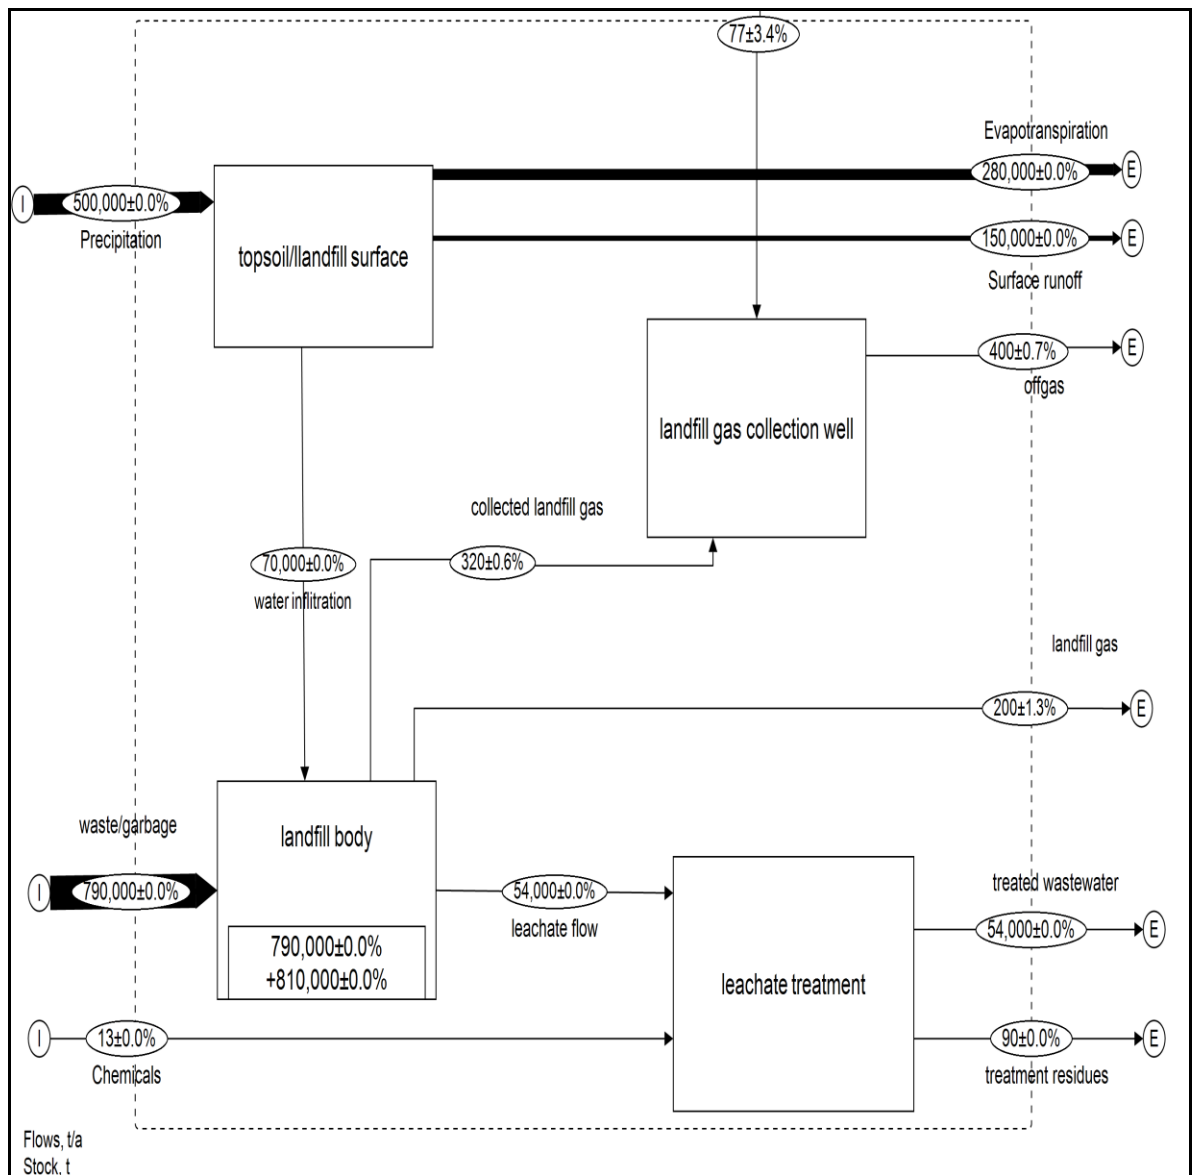 77±3.4%
Evapotranspiration
280,000±0.0%
E
I
500,000±0.0%
Precipitation
topsoil/llandfill surface
150,000±0.0%
E
Surface runoff
400±0.7%
E
offgas
landfill gas collection well
collected landfill gas
320±0.6%
70,000±0.0%
water inflitration
landfill gas
200±1.3%
E
waste/garbage
I
790,000±0.0%
landfill body
790,000±0.0%
+810,000±0.0%
54,000±0.0%
leachate flow
leachate treatment
treated wastewater
54,000±0.0%
E
I
13±0.0%
Chemicals
90±0.0%
E
treatment residues
Flows, t/a
Stock, t